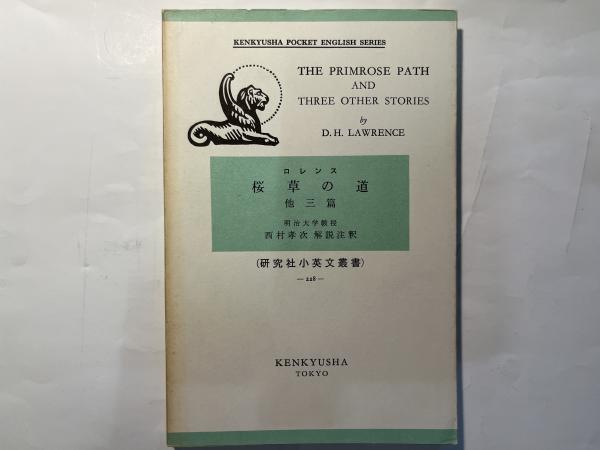 KENKYUSHA POCKET ENGLISH SERIES
THE PRIMROSE PATH
AND
THREE OTHER STORIES
by
D. H. LAWRENCE
ロレンス
桜草の道
他三篇
明治大学教授
西村孝次 解説注釈
(研究社小英文叢書)
— 228 —
KENKYUSHA
TOKYO